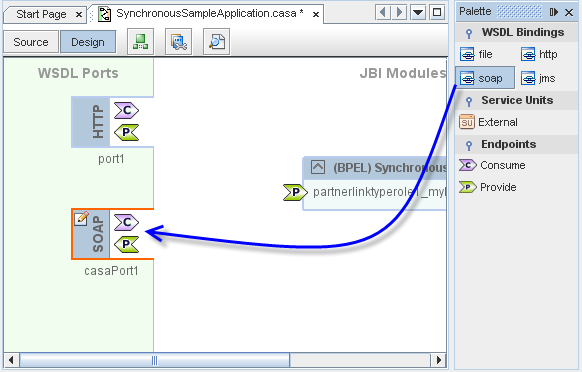 Start Page
SynchronousSampleApplication.casa *
Source
Design
WSDL Ports
JBI Modules
HTTP
C
P
port1
(BPEL) Synchronous
P
SOAP
C
P
casaPort1
Palette
WSDL Bindings
file
http
soap
jms
Service Units
SU
External
Endpoints
C
Consume
P
Provide